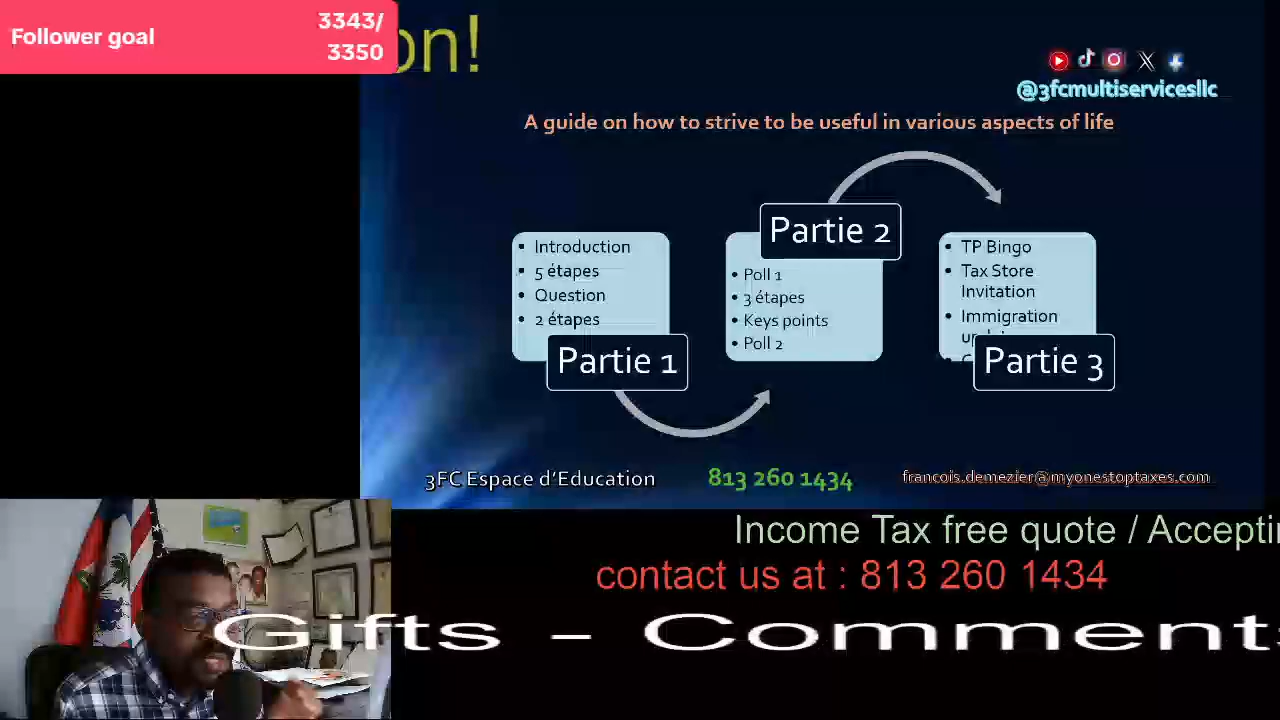 Follower goal
3343/
3350
on!
@3fcmultiservicesllc
A guide on how to strive to be useful in various aspects of life
• Introduction
• 5 étapes
• Question
• 2 étapes
Partie 1
Partie 2
• Poll 1
• 3 étapes
• Keys points
• Poll 2
• TP Bingo
• Tax Store
Invitation
• Immigration
Partie 3
3FC Espace d'Education
813 260 1434
francois.demezier@myonestoptaxes.com
Income Tax free quote / Accepti
contact us at : 813 260 1434
Gifts - Comments